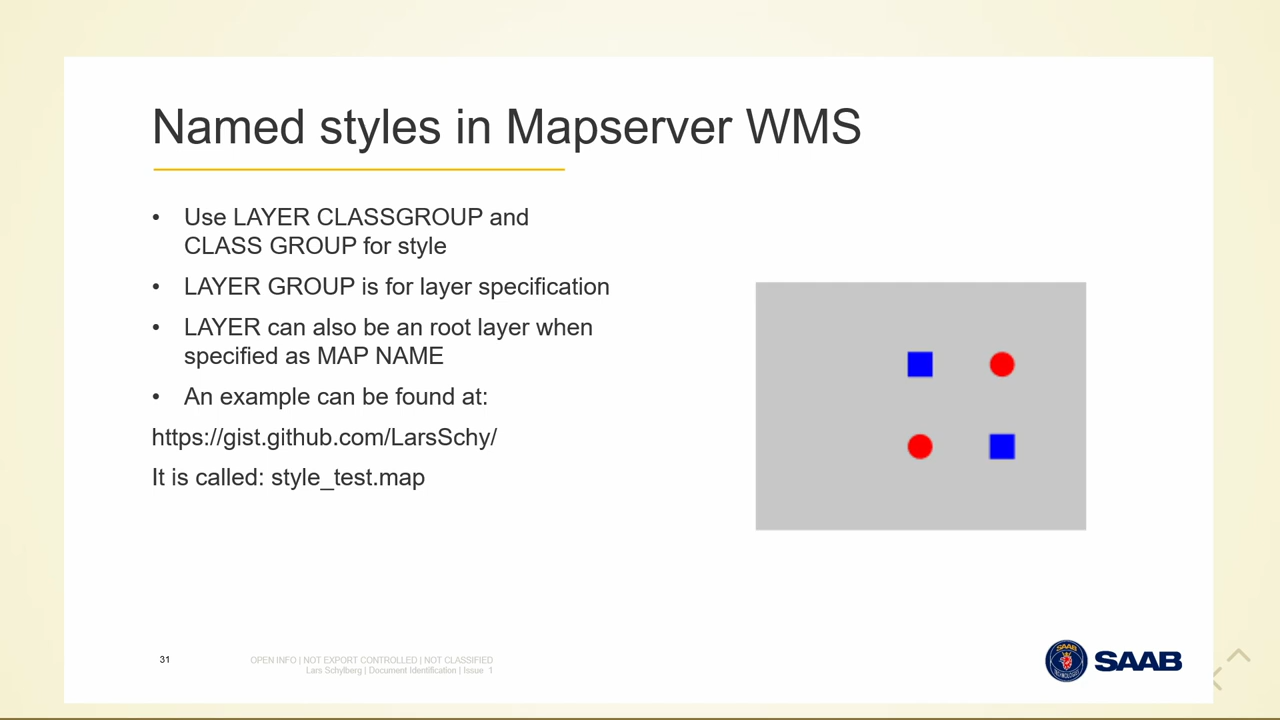 Named styles in Mapserver WMS
• Use LAYER CLASSGROUP and
CLASS GROUP for style
• LAYER GROUP is for layer specification
• LAYER can also be an root layer when
specified as MAP NAME
• An example can be found at:
https://gist.github.com/LarsSchy/
It is called: style_test.map
31
OPEN INFO | NOT EXPORT CONTROLLED | NOT CLASSIFIED
Lars Schylberg | Document Identification | Issue 1
SAAB
SAAB